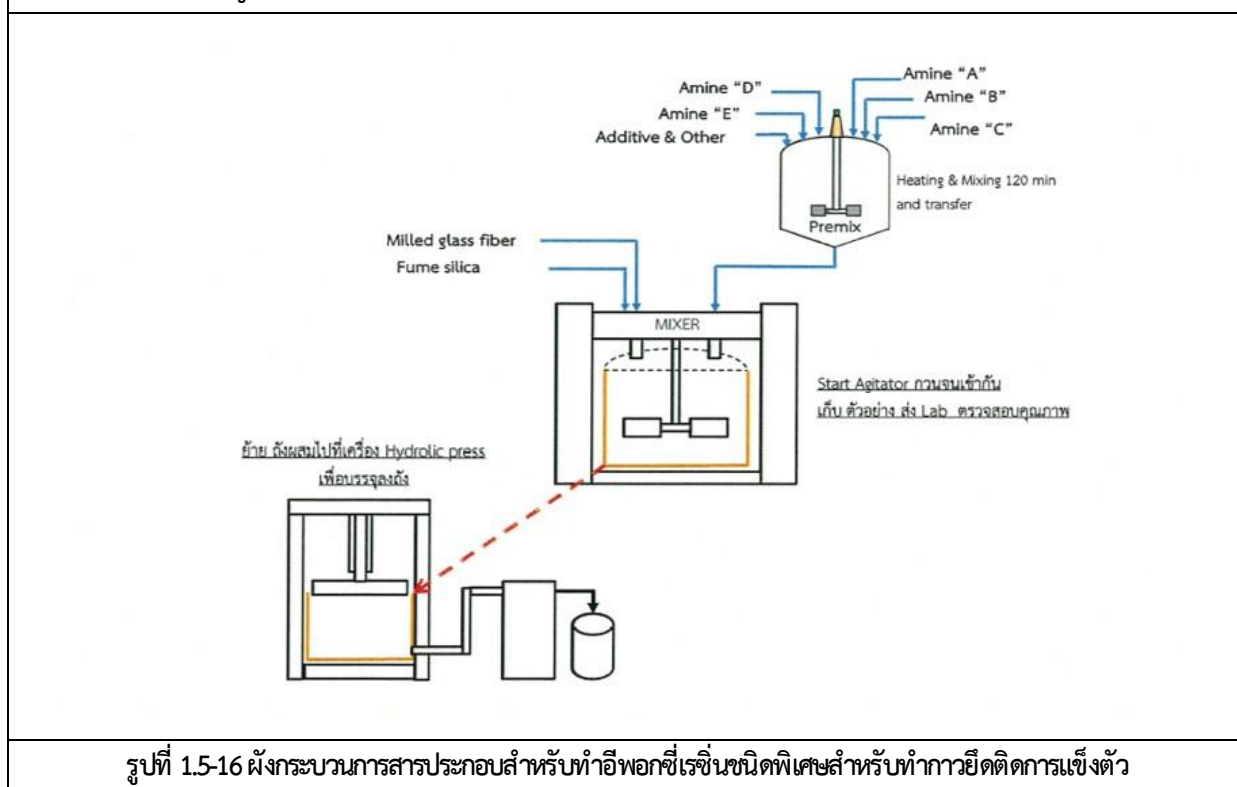 Amine “A”
Amine “D”
Amine “B”
Amine “E”
Amine “C”
Additive & Other
Heating & Mixing 120 min
and transfer
Premix
Milled glass fiber
Fume silica
MIXER
Start Agitator กวนจนเข้ากัน
เก็บ ตัวอย่าง ส่ง Lab ตรวจสอบคุณภาพ
ย้าย ถังผสมไปที่เครื่อง Hydrolic press
เพื่อบรรจุลงถัง
รูปที่ 1.5-16 ผังกระบวนการสารประกอบสำหรับทำอีพอกซี่เรซิ่นชนิดพิเศษสำหรับทำกาวยึดติดการแข็งตัว